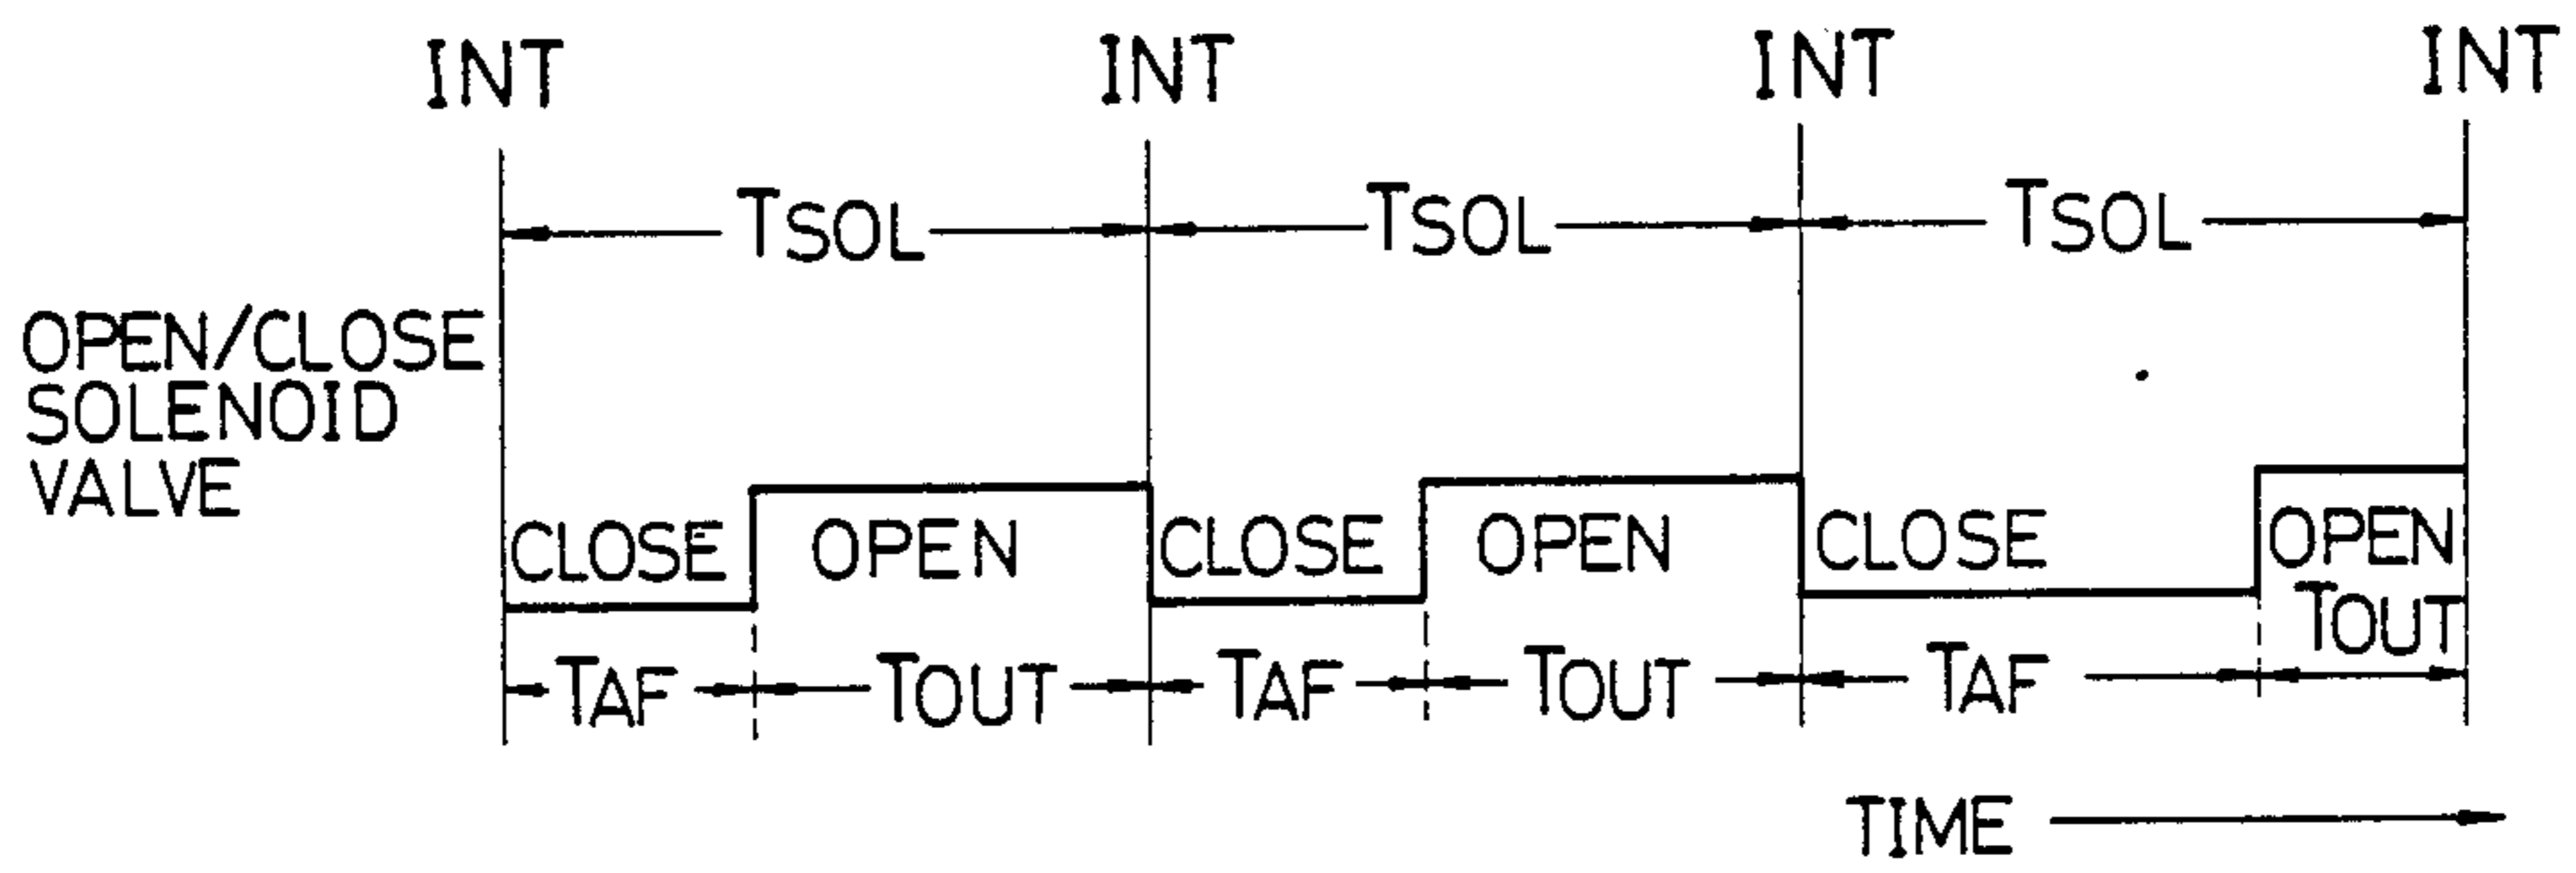 INT INT INT INT
TSOL TSOL TSOL
OPEN/CLOSE
SOLENOID
VALVE
CLOSE OPEN CLOSE OPEN CLOSE OPEN
TAF TOUT TAF TOUT TAF TOUT
TIME